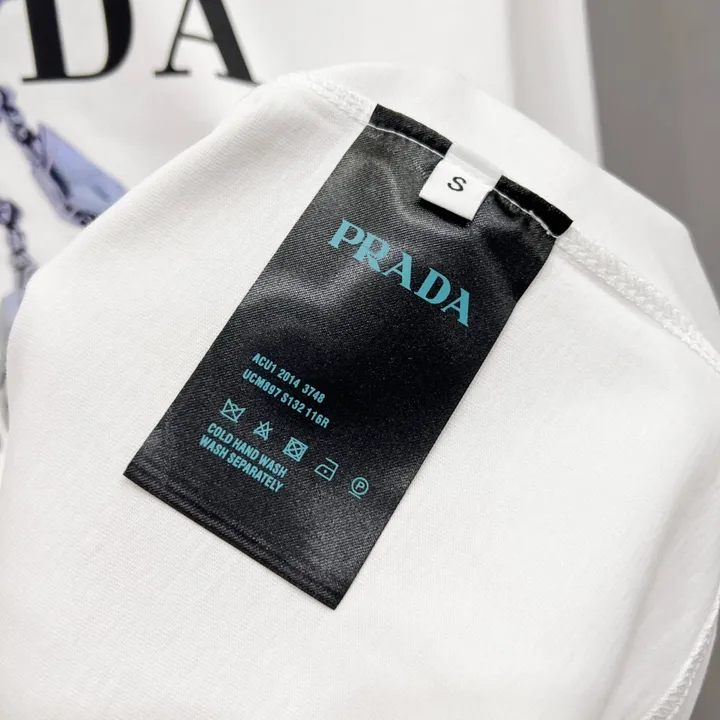 DA
S
PRADA
ACU1 2014 3748
UCM897 S132 116R
COLD HAND WASH
WASH SEPARATELY
P